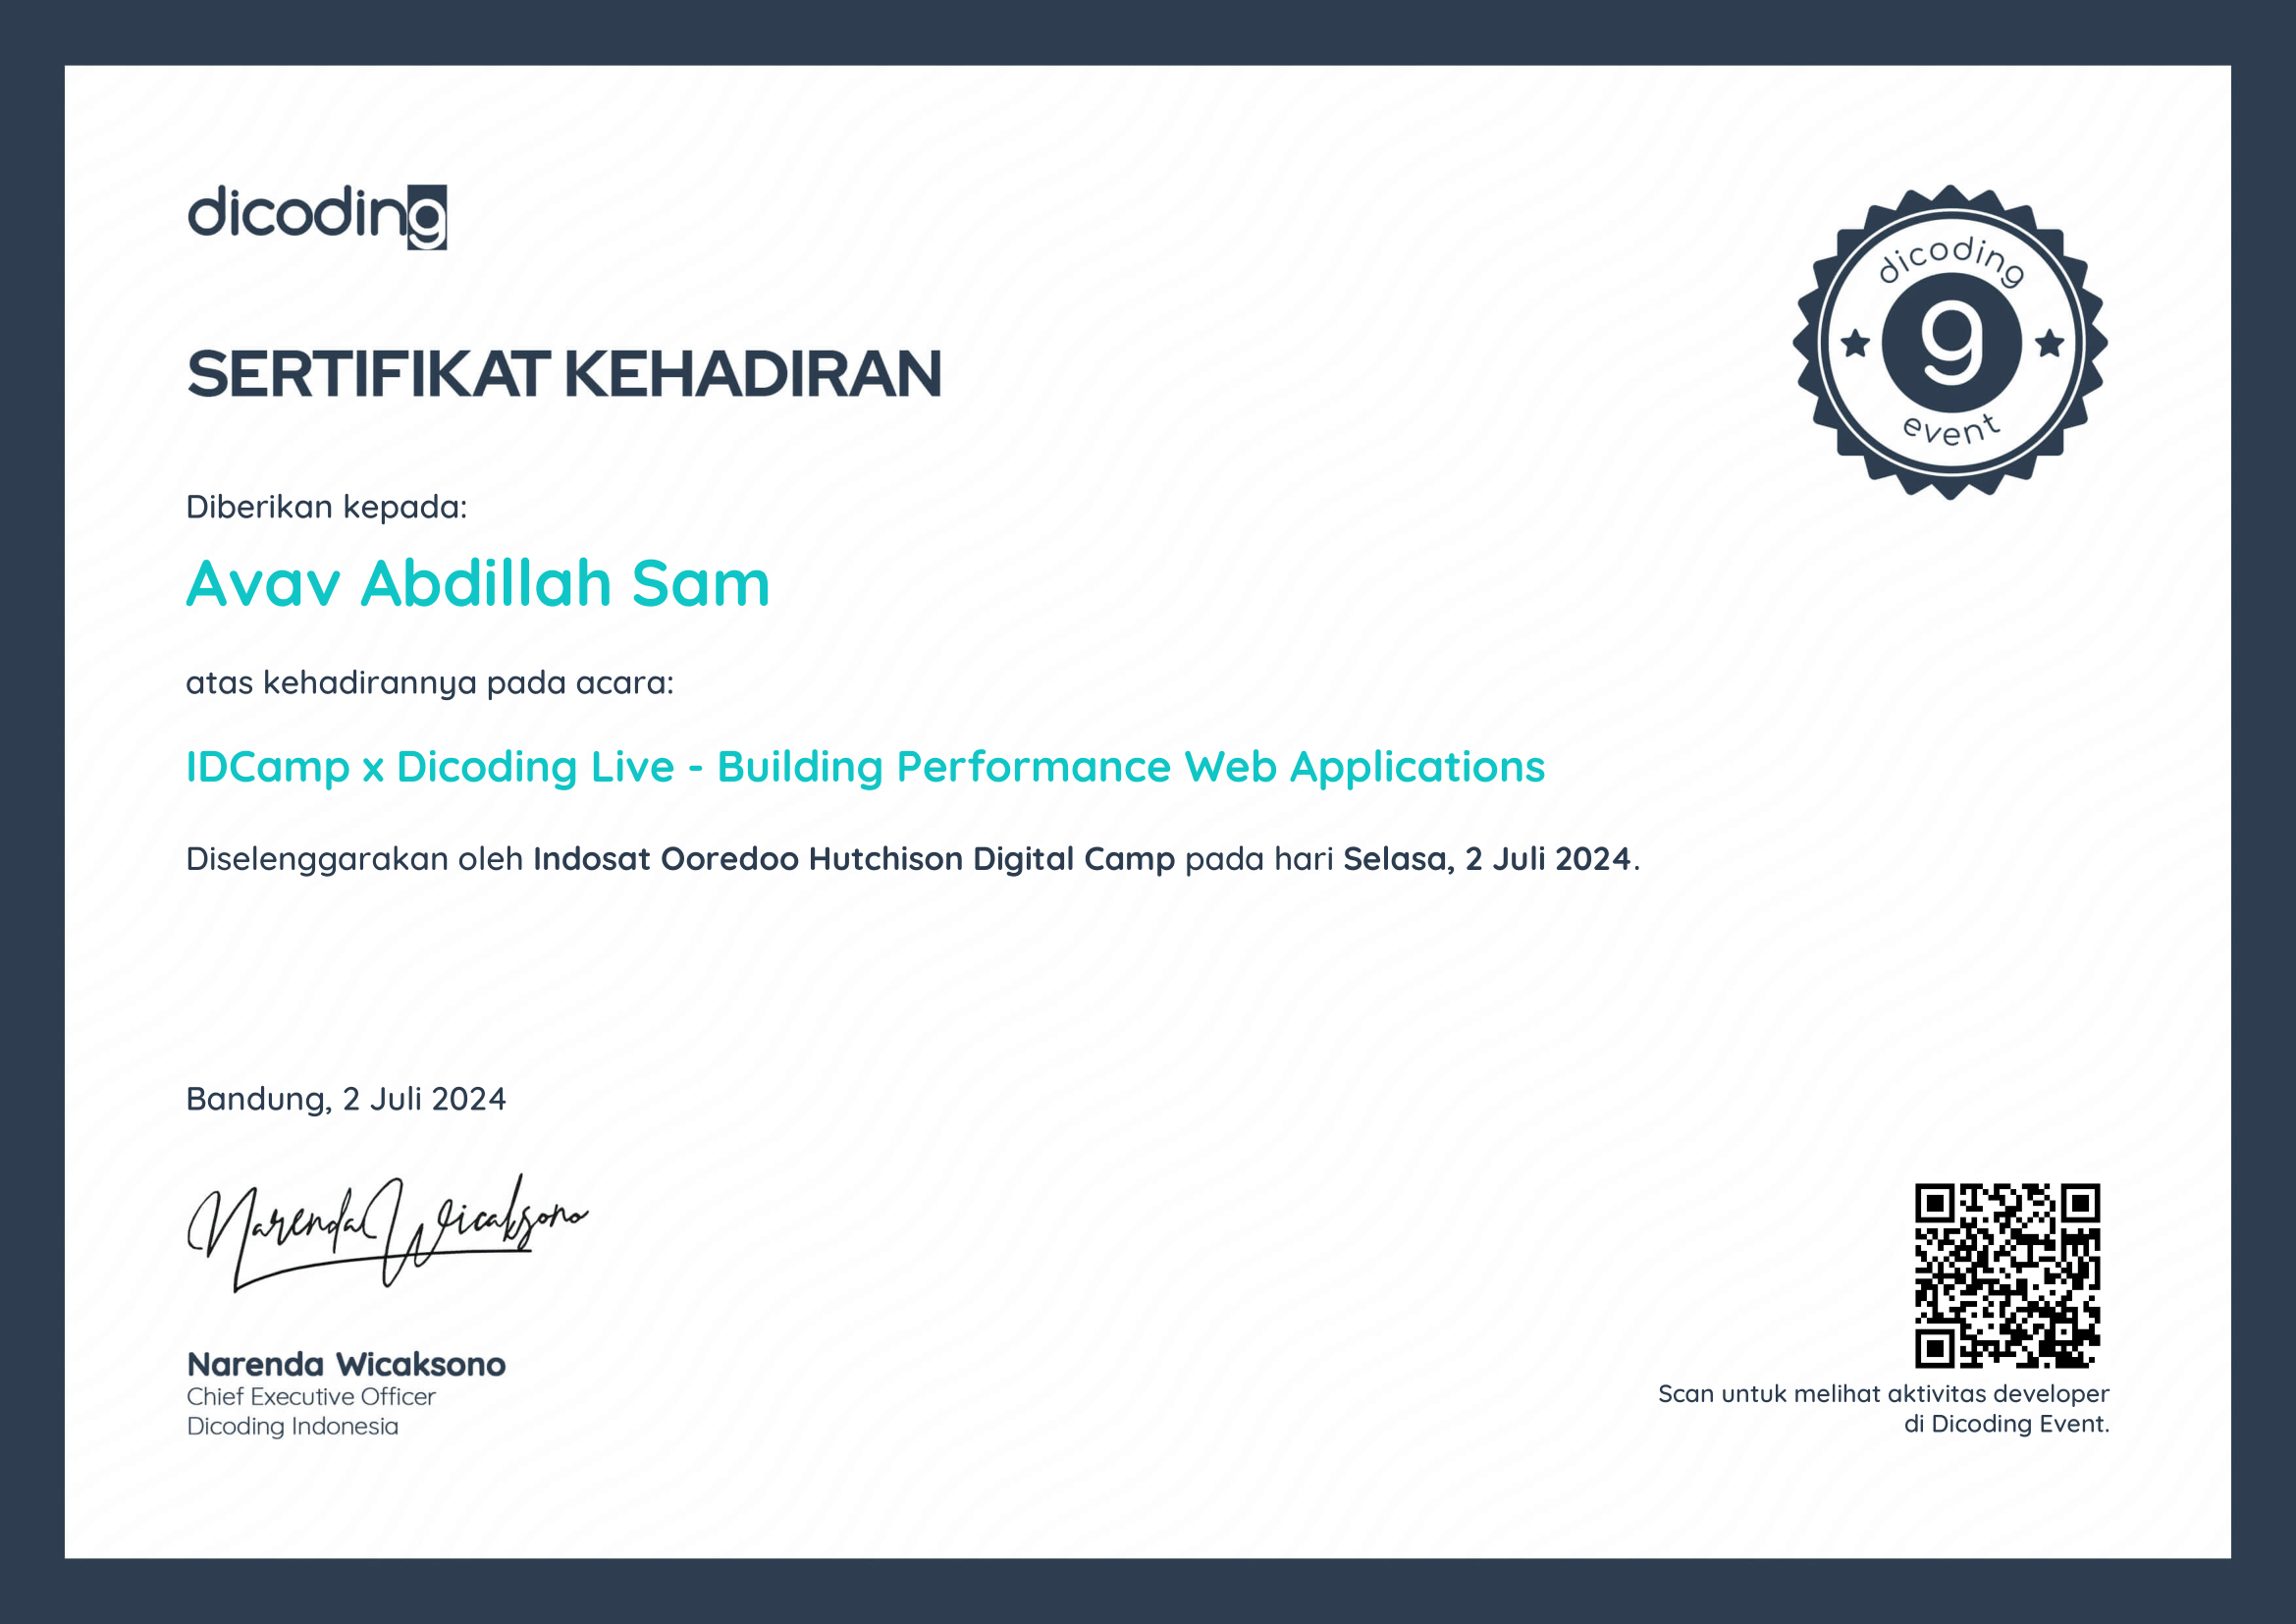 dicoding
SERTIFIKAT KEHADIRAN
dicoding
g
event
Diberikan kepada:
Avav Abdillah Sam
atas kehadirannya pada acara:
IDCamp x Dicoding Live - Building Performance Web Applications
Diselenggarakan oleh Indosat Ooredoo Hutchison Digital Camp pada hari Selasa, 2 Juli 2024.
Bandung, 2 Juli 2024
Narenda Wicaksono
Narenda Wicaksono
Chief Executive Officer
Dicoding Indonesia
Scan untuk melihat aktivitas developer
di Dicoding Event.